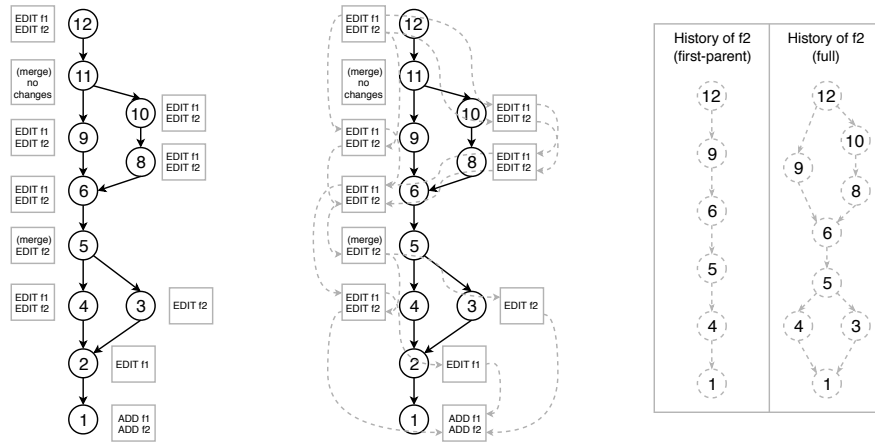 EDIT f1
EDIT f2
12
(merge)
no
changes
11
10
EDIT f1
EDIT f2
EDIT f1
EDIT f2
9
8
EDIT f1
EDIT f2
EDIT f1
EDIT f2
6
(merge)
EDIT f2
5
EDIT f1
EDIT f2
4
3
EDIT f2
2
EDIT f1
1
ADD f1
ADD f2
EDIT f1
EDIT f2
12
(merge)
no
changes
11
10
EDIT f1
EDIT f2
EDIT f1
EDIT f2
9
8
EDIT f1
EDIT f2
EDIT f1
EDIT f2
6
(merge)
EDIT f2
5
EDIT f1
EDIT f2
4
3
EDIT f2
2
EDIT f1
1
ADD f1
ADD f2
History of f2
(first-parent)
12
9
6
5
4
1
History of f2
(full)
12
10
9
8
6
5
4
3
1